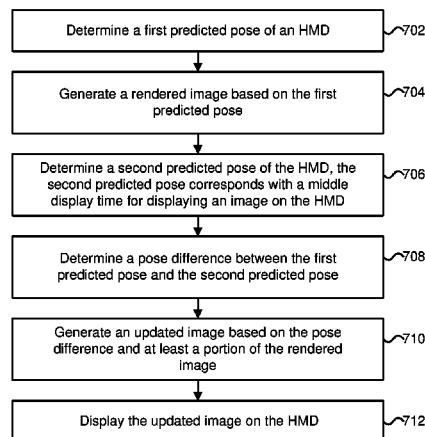 Determine a first predicted pose of an HMD
702
Generate a rendered image based on the first
predicted pose
704
Determine a second predicted pose of the HMD, the
second predicted pose corresponds with a middle
display time for displaying an image on the HMD
706
Determine a pose difference between the first
predicted pose and the second predicted pose
708
Generate an updated image based on the pose
difference and at least a portion of the rendered
image
710
Display the updated image on the HMD
712